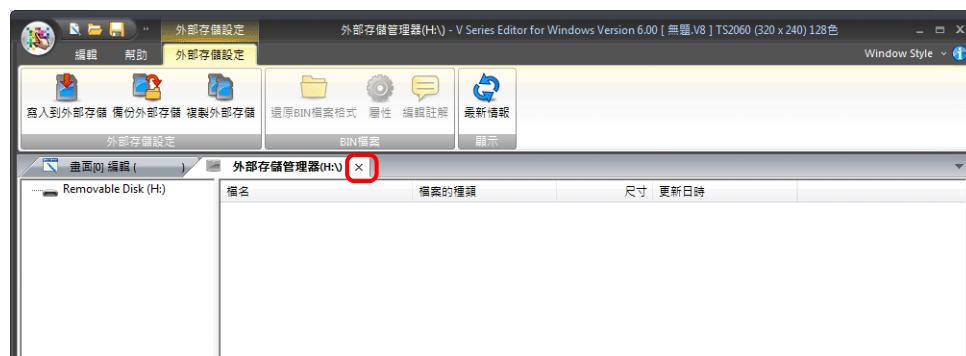 外部存儲設定
外部存儲管理器(H:\) - V Series Editor for Windows Version 6.00 [ 無題.V8 ] TS2060 (320 x 240) 128色
編輯 幫助 外部存儲設定 Window Style
寫入到外部存儲 備份外部存儲 複製外部存儲 還原BIN檔案格式 屬性 編輯註解 最新情報
外部存儲設定 BIN檔案 顯示
畫面[0] 編輯 ( ) 外部存儲管理器(H:\) ×
Removable Disk (H:) 檔名 檔案的種類 尺寸 更新日時